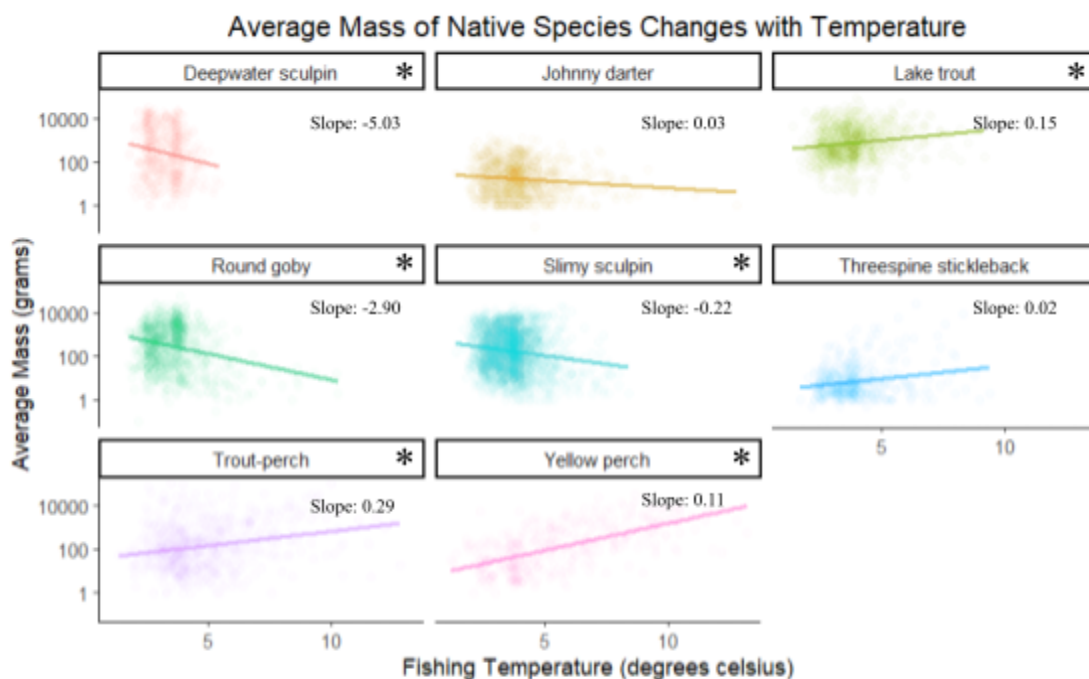 Average Mass of Native Species Changes with Temperature
Deepwater sculpin *
Johnny darter
Lake trout *
Slope: -5.03
Slope: 0.03
Slope: 0.15
10000
100
1
Round goby *
Slimy sculpin *
Threespine stickleback
Slope: -2.90
Slope: -0.22
Slope: 0.02
10000
100
1
5
10
Trout-perch *
Yellow perch *
Slope: 0.29
Slope: 0.11
10000
100
1
5
10
5
10
Average Mass (grams)
Fishing Temperature (degrees celsius)